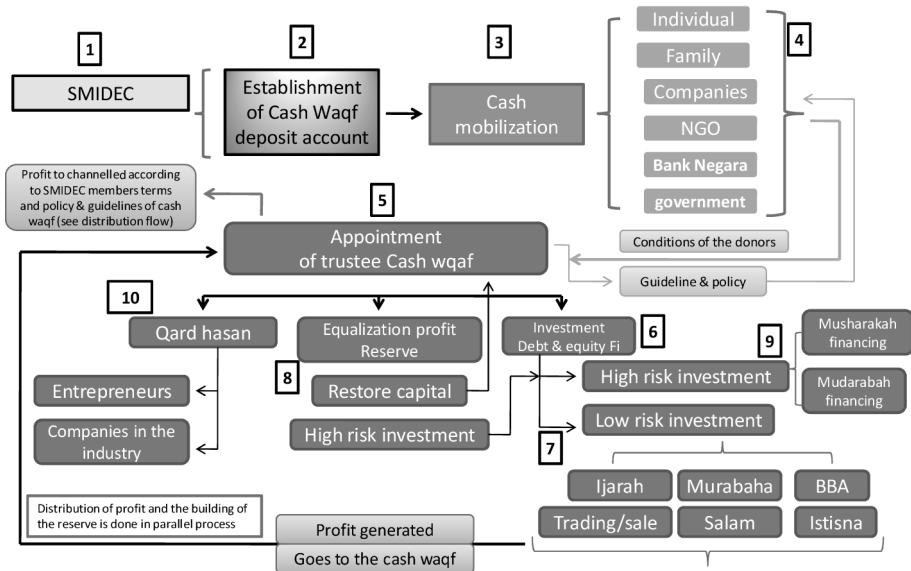 1
SMIDEC
2
Establishment
of Cash Waqf
deposit account
3
Cash
mobilization
4
Individual
Family
Companies
NGO
Bank Negara
government
Profit to channelled according
to SMIDEC members terms
and policy & guidelines of cash
waqf (see distribution flow)
5
Appointment
of trustee Cash wqaf
Conditions of the donors
Guideline & policy
10
Qard hasan
Entrepreneurs
Companies in the
industry
Equalization profit
Reserve
8
Restore capital
High risk investment
Investment
Debt & equity Fi
6
High risk investment
9
Musharakah
financing
Mudarabah
financing
7
Low risk investment
Ijarah
Murabaha
BBA
Trading/sale
Salam
Istisna
Distribution of profit and the building of
the reserve is done in parallel process
Profit generated
Goes to the cash waqf